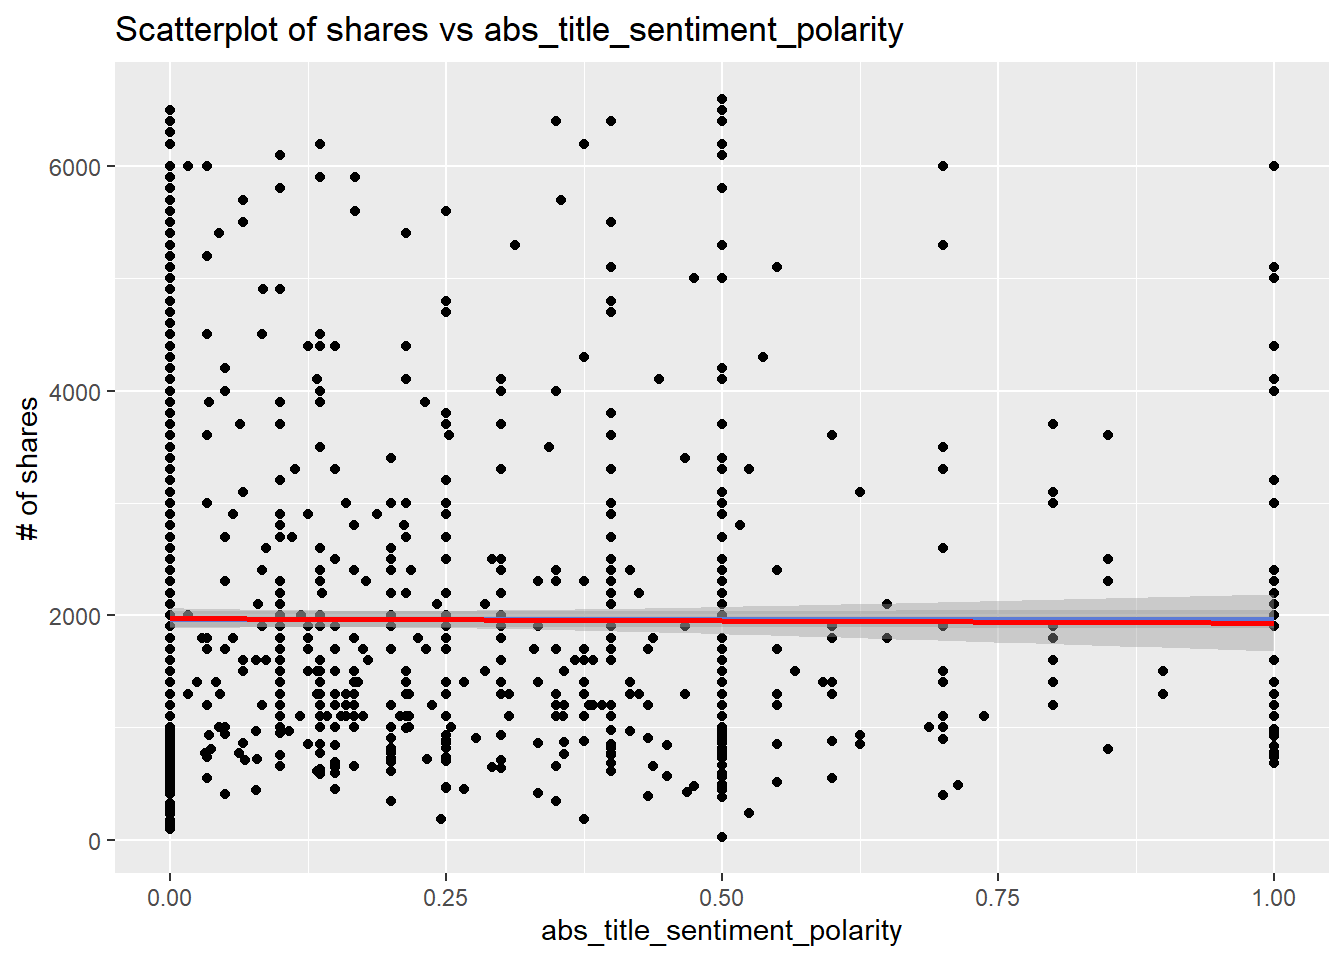 Scatterplot of shares vs abs_title_sentiment_polarity
# of shares
6000
4000
2000
0
0.00 0.25 0.50 0.75 1.00
abs_title_sentiment_polarity